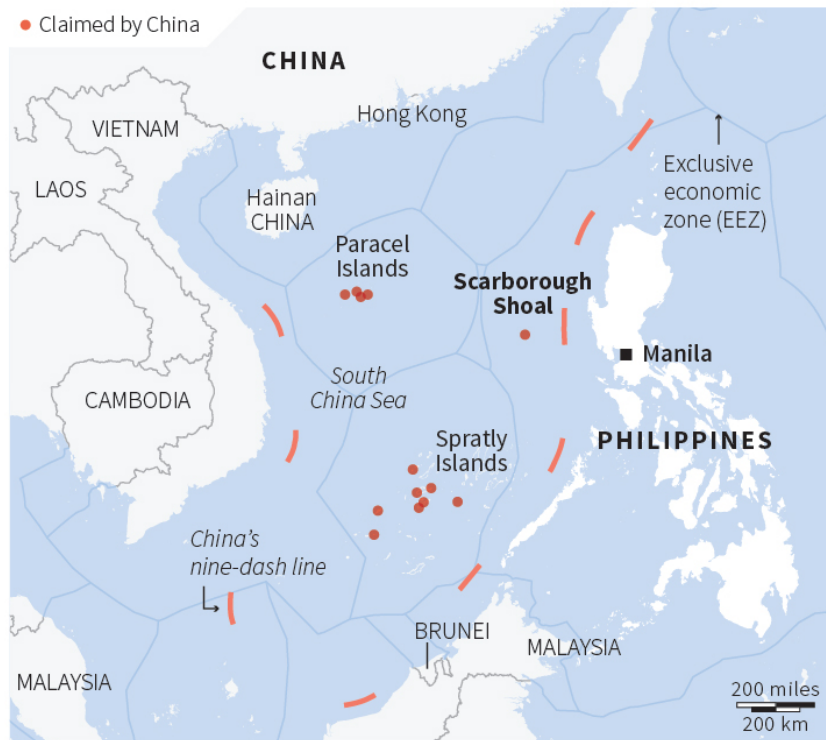 Claimed by China
CHINA
Hong Kong
VIETNAM
LAOS
Hainan
CHINA
Exclusive
economic
zone (EEZ)
Paracel
Islands
Scarborough
Shoal
Manila
South
China Sea
CAMBODIA
Spratly
Islands
PHILIPPINES
China's
nine-dash line
BRUNEI
MALAYSIA
MALAYSIA
200 miles
200 km